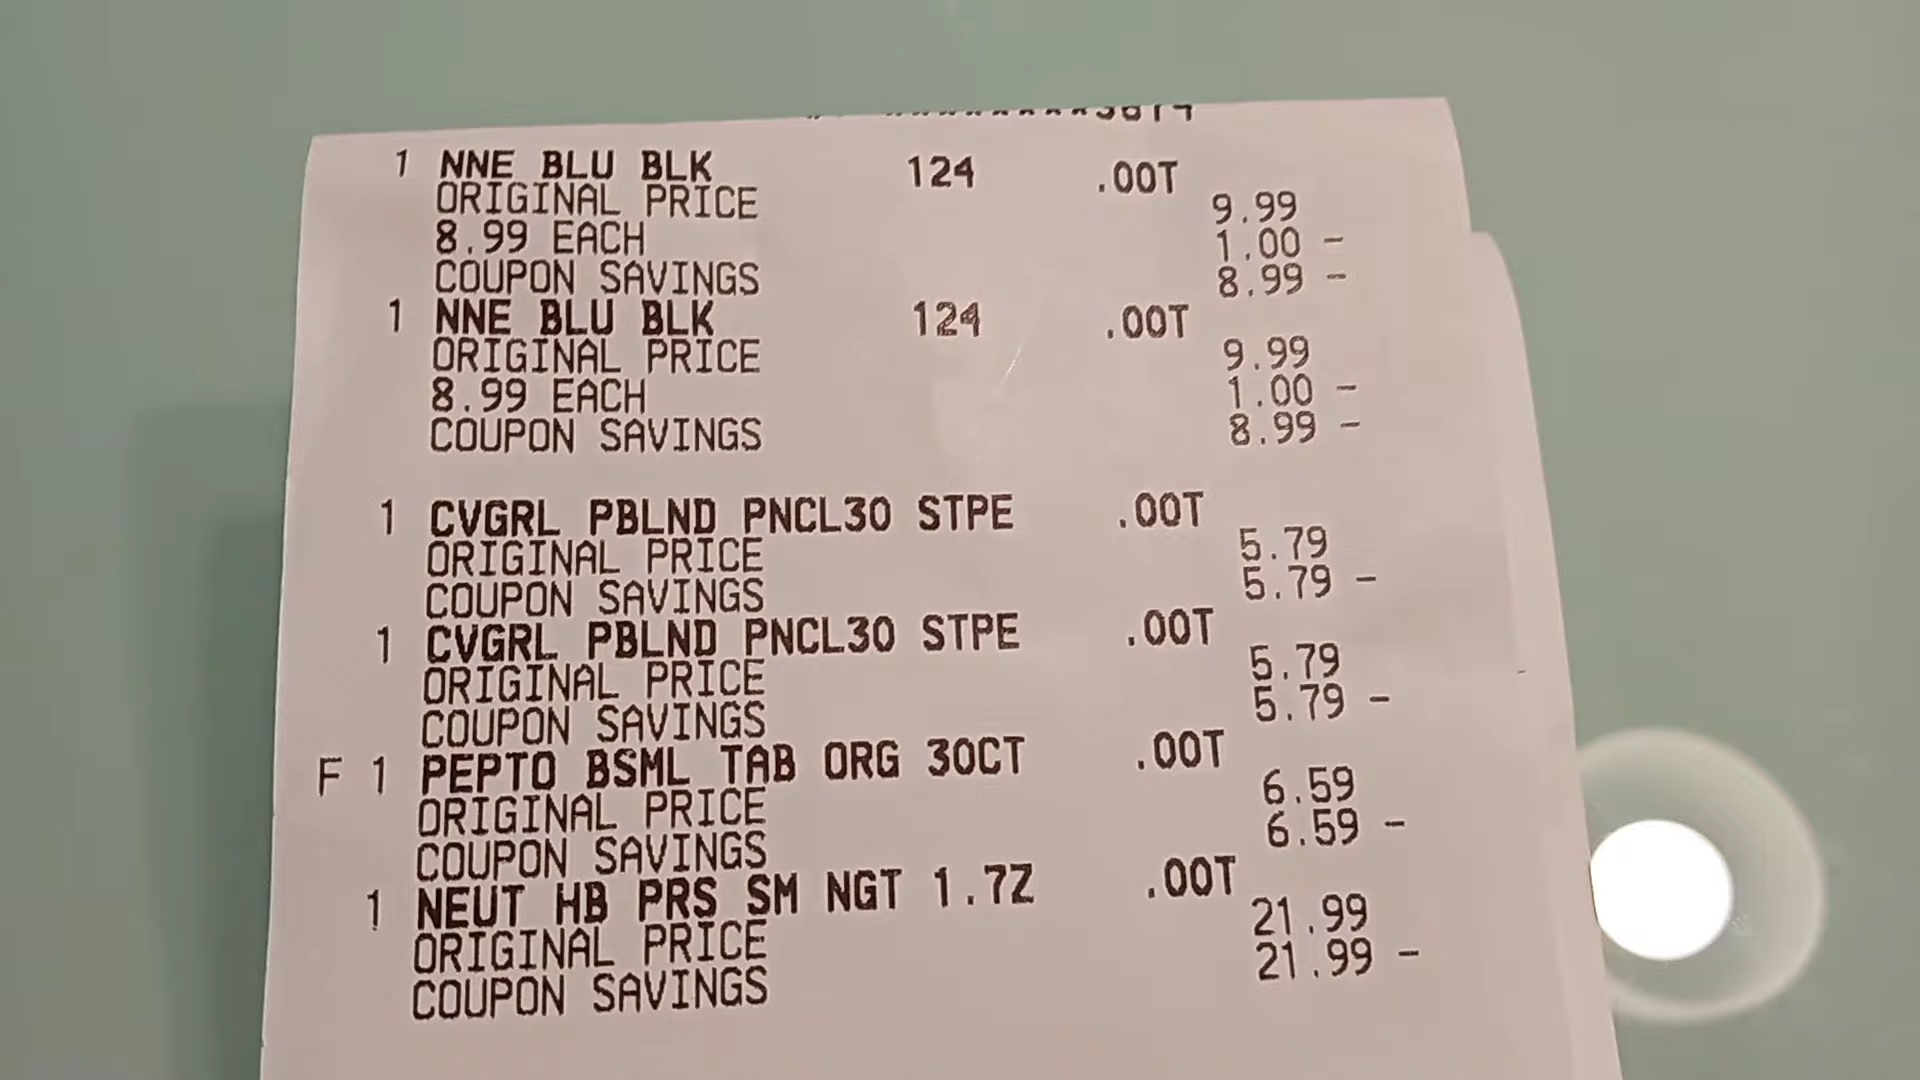 1 NNE BLU BLK 124 .00T
ORIGINAL PRICE 9.99
8.99 EACH 1.00 -
COUPON SAVINGS 8.99 -
1 NNE BLU BLK 124 .00T
ORIGINAL PRICE 9.99
8.99 EACH 1.00 -
COUPON SAVINGS 8.99 -
1 CVGRL PBLND PNCL30 STPE .00T
ORIGINAL PRICE 5.79
COUPON SAVINGS 5.79 -
1 CVGRL PBLND PNCL30 STPE .00T
ORIGINAL PRICE 5.79
COUPON SAVINGS 5.79 -
F 1 PEPTO BSML TAB ORG 30CT .00T
ORIGINAL PRICE 6.59
COUPON SAVINGS 6.59 -
1 NEUT HB PRS SM NGT 1.7Z .00T
ORIGINAL PRICE 21.99
COUPON SAVINGS 21.99 -